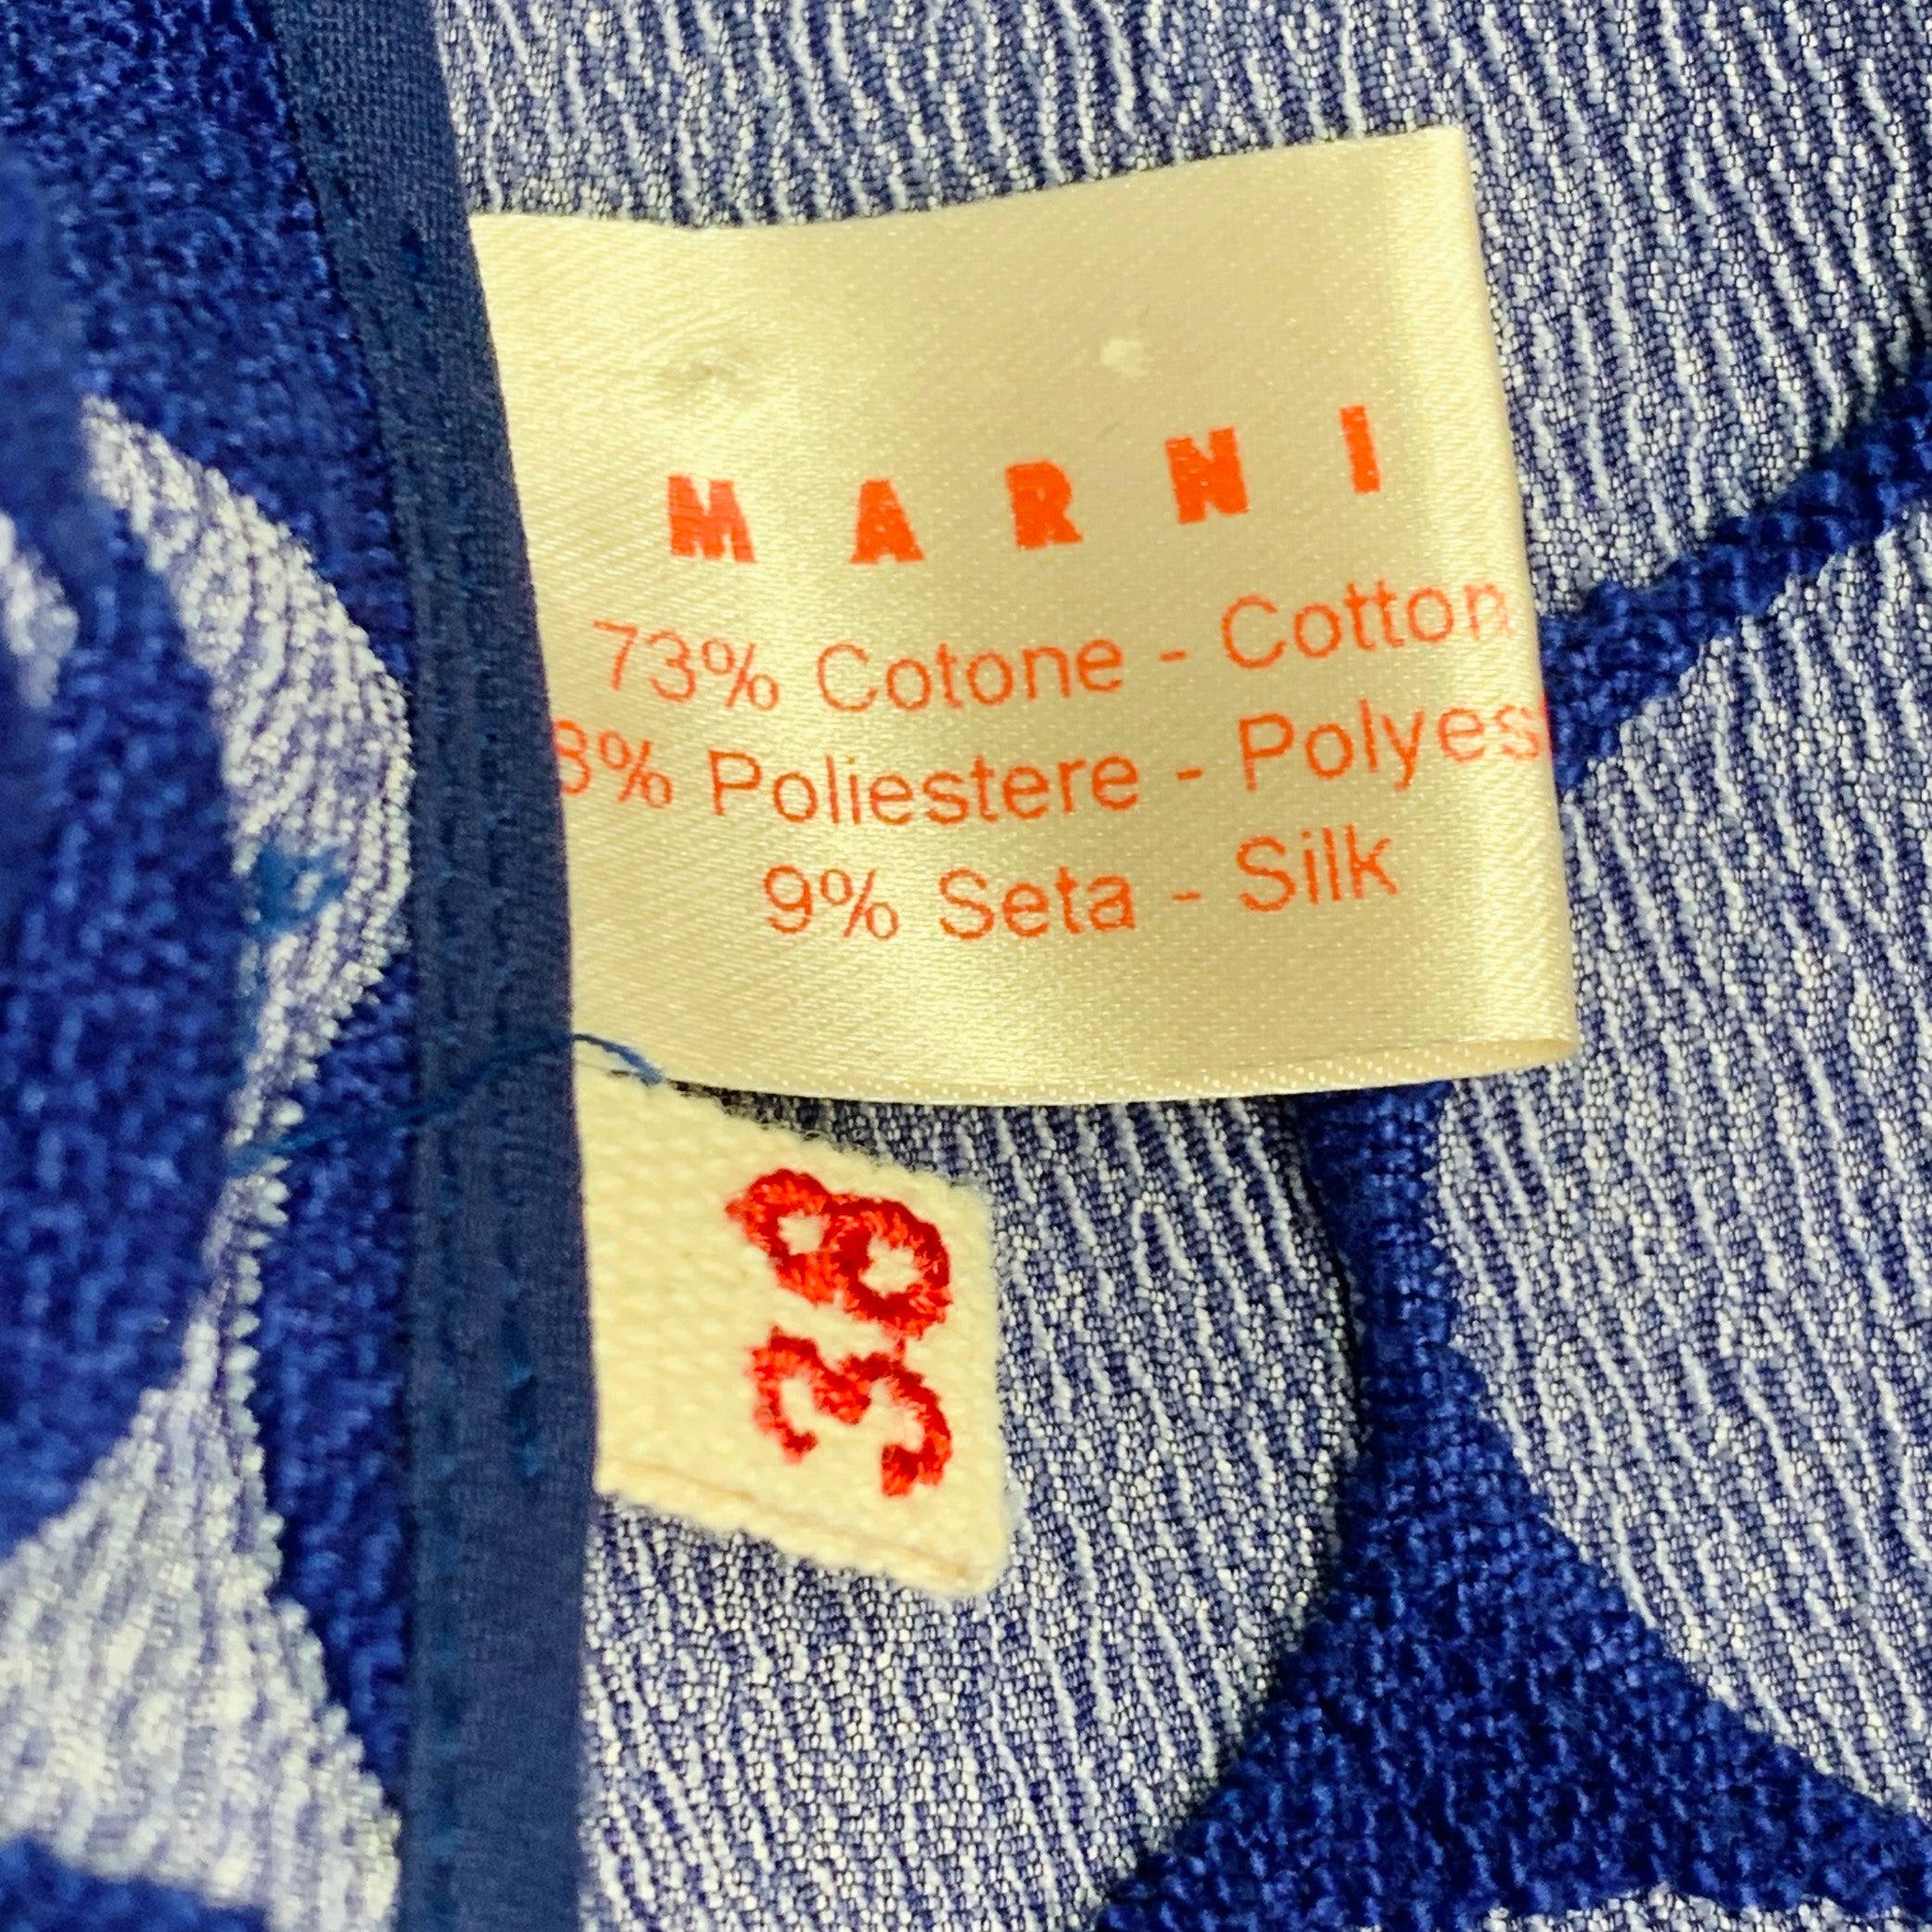 MARNI
73% Cotone - Cotton
8% Poliestere - Polyes
9% Seta - Silk
38